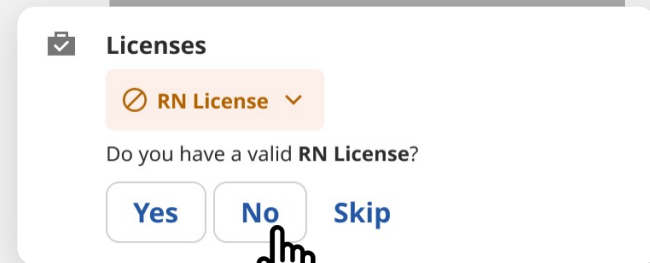 Licenses
RN License
Do you have a valid RN License?
Yes No Skip